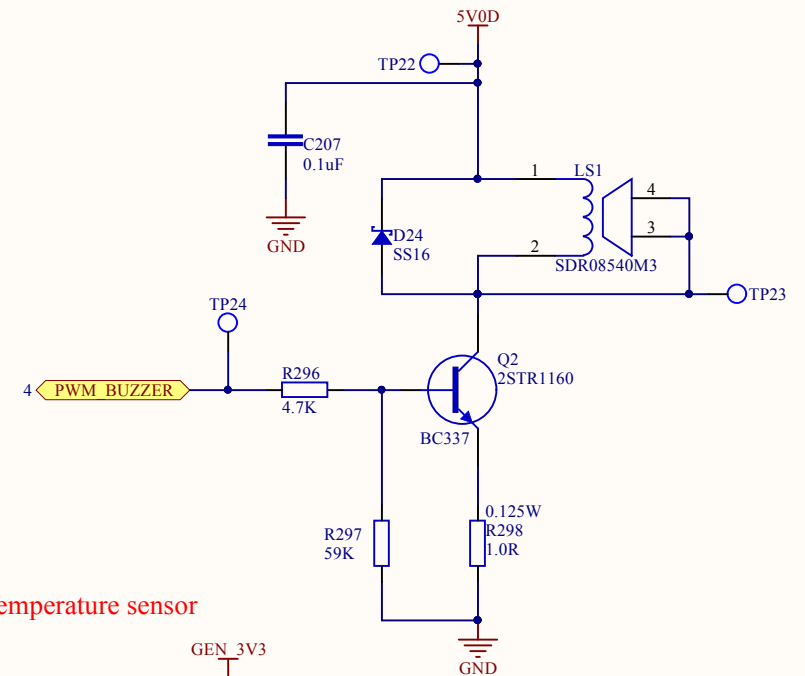 5V0D
TP22
C207
0.1uF
GND
1
LS1
4
3
2
SDR08540M3
D24
SS16
TP23
TP24
4
PWM_BUZZER
R296
4.7K
Q2
2STR1160
BC337
R297
59K
0.125W
R298
1.0R
emperature sensor
GEN_3V3
GND